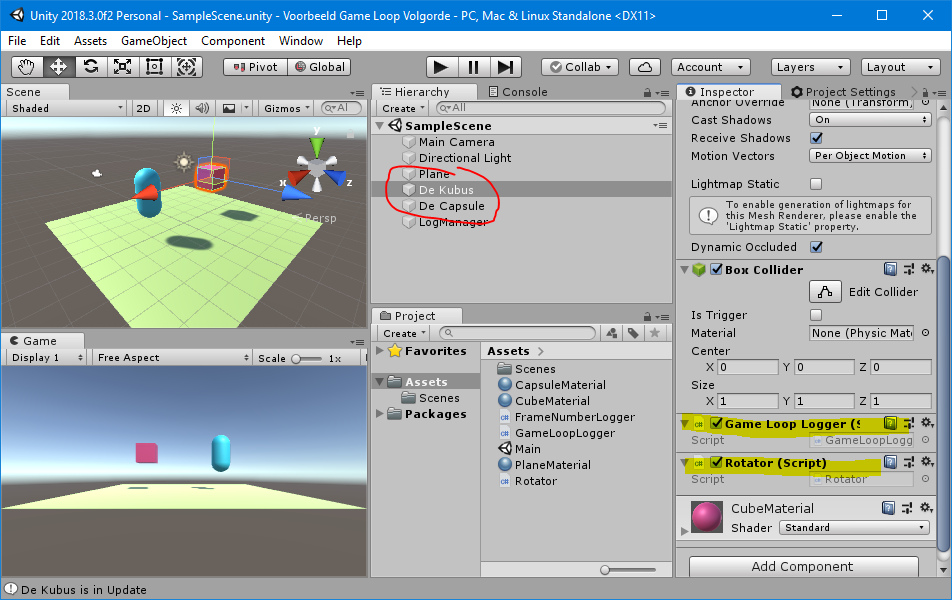 Unity 2018.3.0f2 Personal - SampleScene.unity - Voorbeeld Game Loop Volgorde - PC, Mac & Linux Standalone <DX11>
File Edit Assets GameObject Component Window Help
Pivot Global Collab Account Layers Layout
Scene
Shaded 2D Gizmos All
y
x
z
Persp
Game
Display 1 Free Aspect Scale 1x
Hierarchy Console
Create All
SampleScene
Main Camera
Directional Light
Plane
De Kubus
De Capsule
LogManager
Project
Create
Favorites
Assets
Scenes
Packages
Assets
Scenes
CapsuleMaterial
CubeMaterial
FrameNumberLogger
GameLoopLogger
Main
PlaneMaterial
Rotator
Inspector Project Settings
Anchor Override None (Transform)
Cast Shadows On
Receive Shadows
Motion Vectors Per Object Motion
Lightmap Static
To enable generation of lightmaps for
this Mesh Renderer, please enable the
'Lightmap Static' property.
Dynamic Occluded
Box Collider
Edit Collider
Is Trigger
Material None (Physic Mat
Center
X 0 Y 0 Z 0
Size
X 1 Y 1 Z 1
Game Loop Logger (S
Script GameLoopLogg
Rotator (Script)
Script Rotator
CubeMaterial
Shader Standard
Add Component
De Kubus is in Update